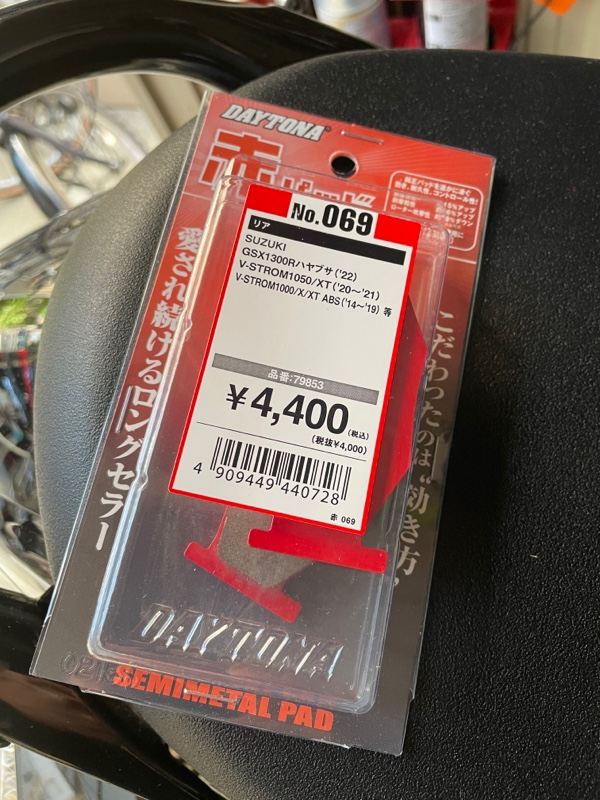 DAYTONA
赤
No.069
リア
SUZUKI
GSX1300Rハヤブサ('22)
V-STROM1050/XT('20〜'21)
V-STROM1000/X/XT ABS('14〜'19) 等
品番:79853
¥4,400(税込)
(税抜¥4,000)
4 909449 440728
赤 069
愛され続けるロングセラー
こだわったのは“効き方”
DAYTONA
SEMIMETAL PAD